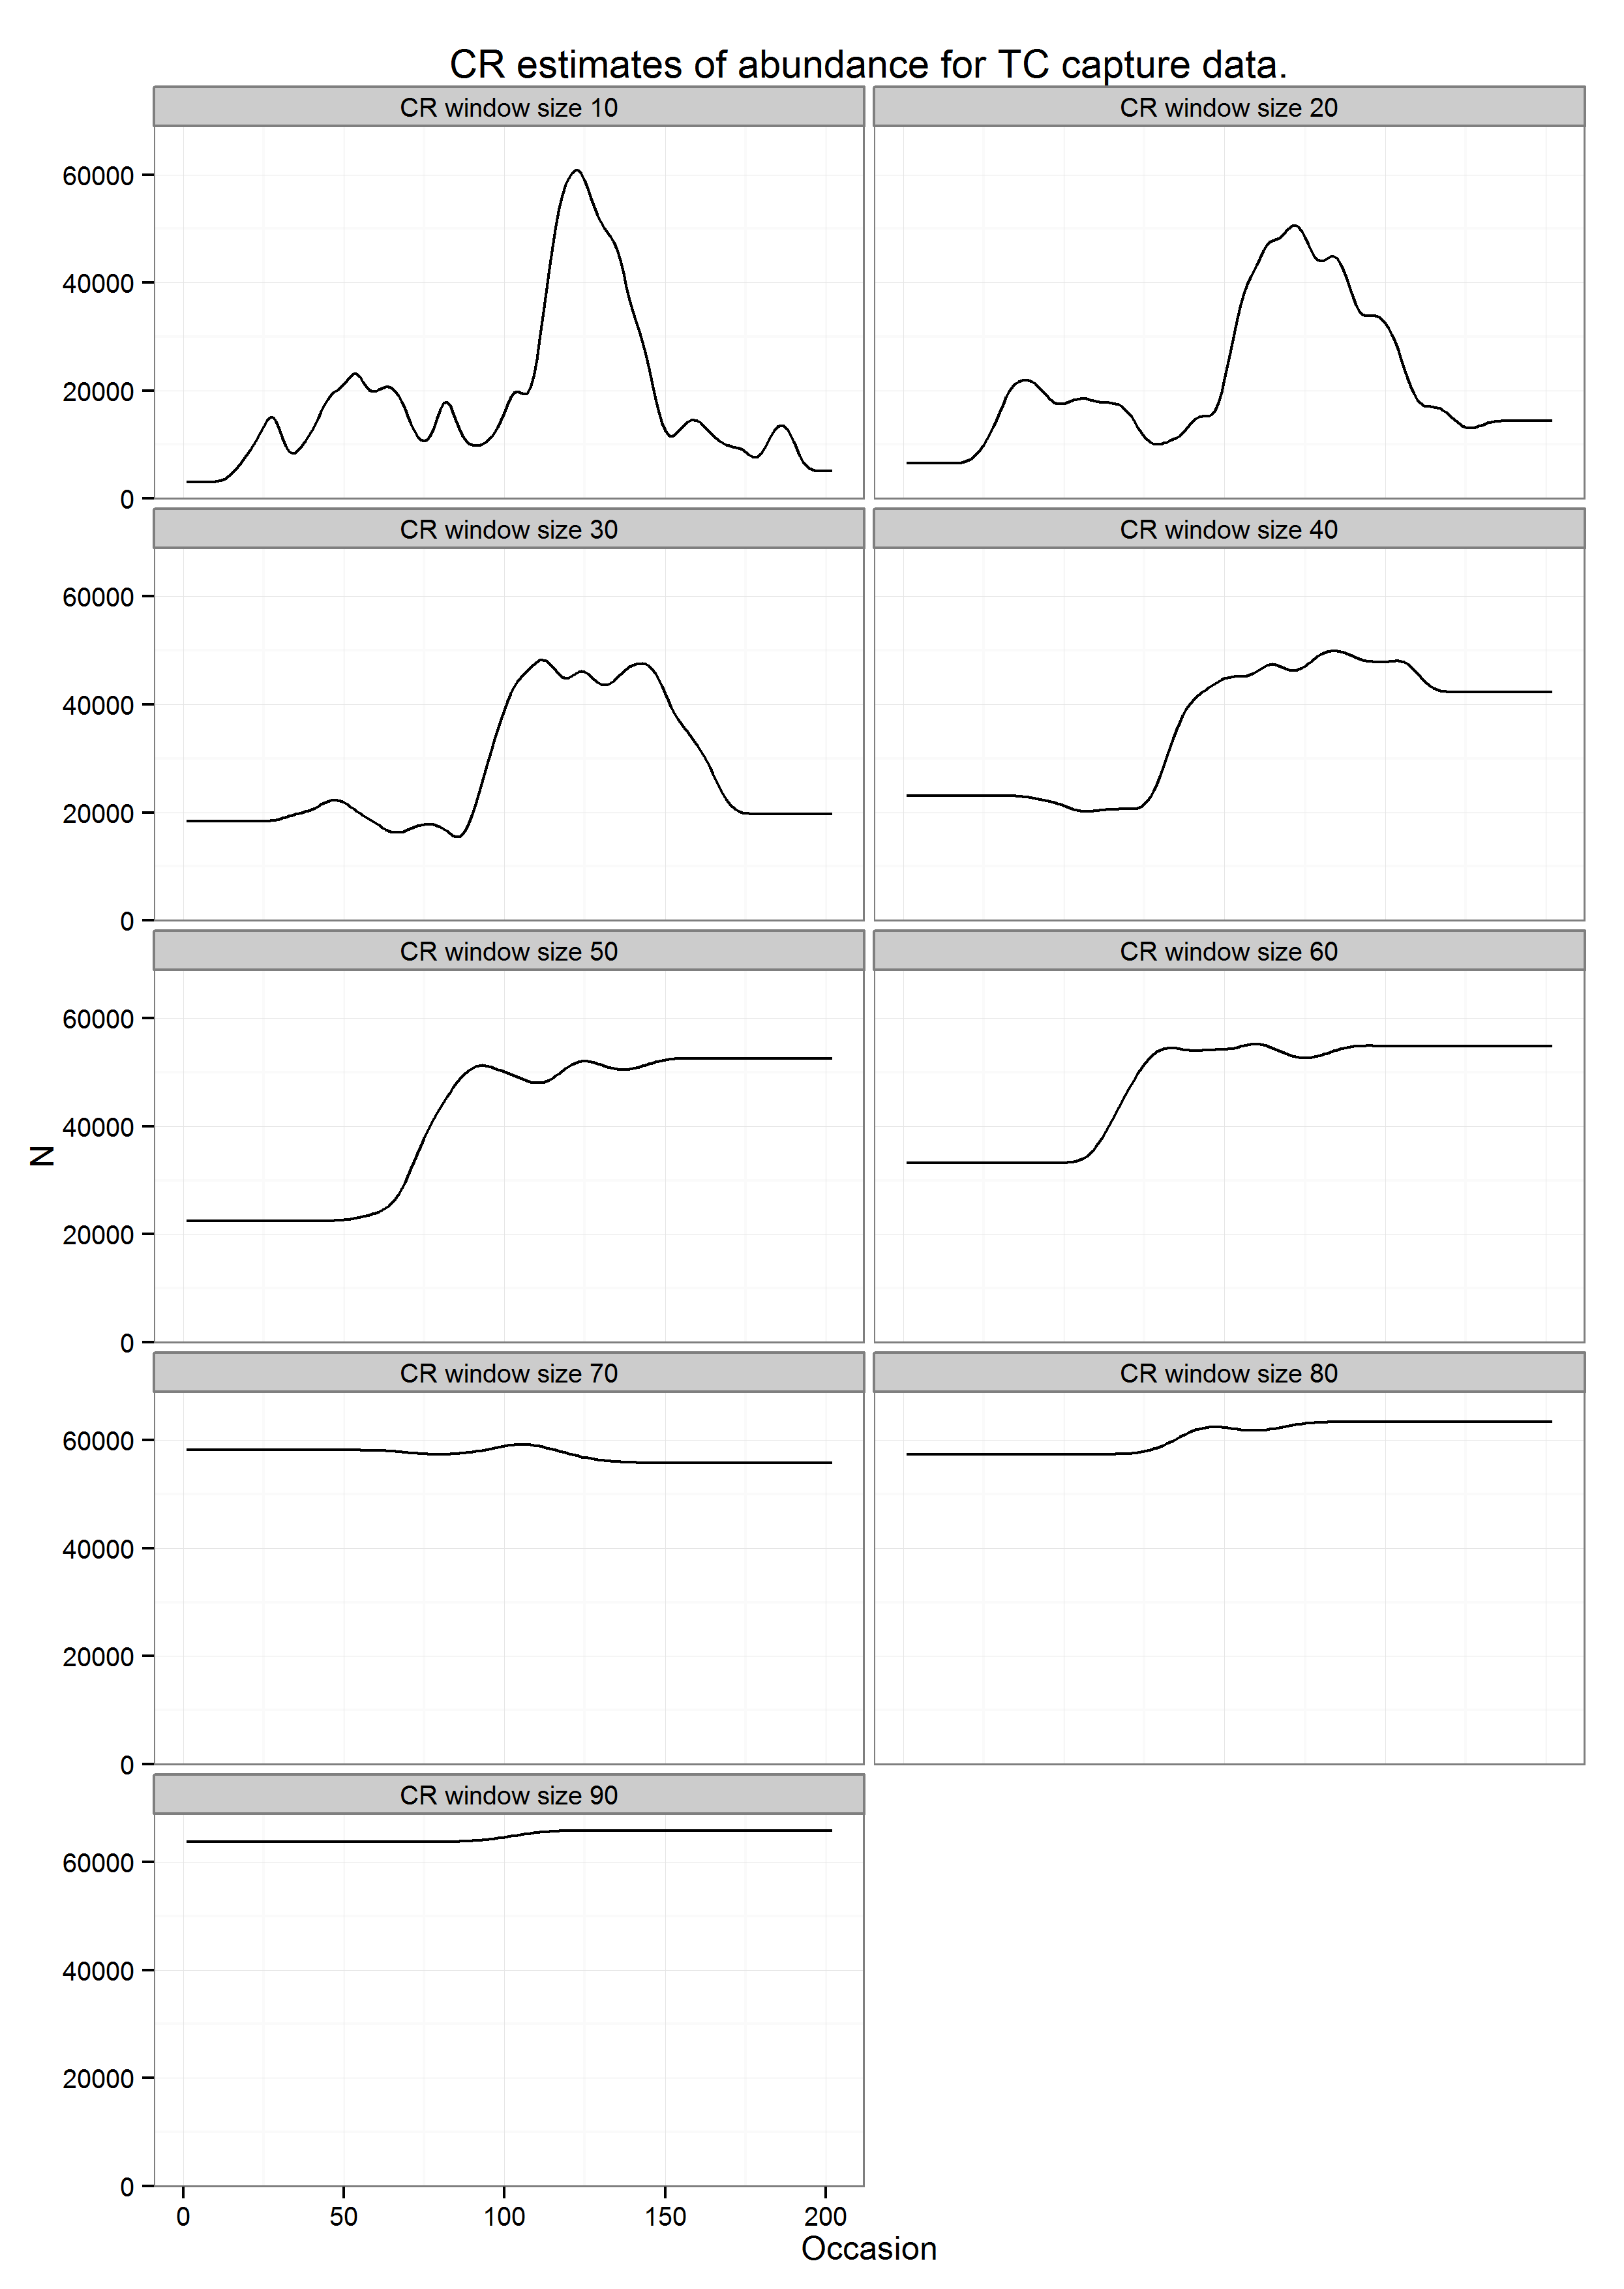 CR estimates of abundance for TC capture data.
CR window size 10
CR window size 20
60000
40000
20000
0
CR window size 30
CR window size 40
60000
40000
20000
0
CR window size 50
CR window size 60
60000
40000
20000
0
N
CR window size 70
CR window size 80
60000
40000
20000
0
CR window size 90
60000
40000
20000
0
0 50 100 150 200
Occasion